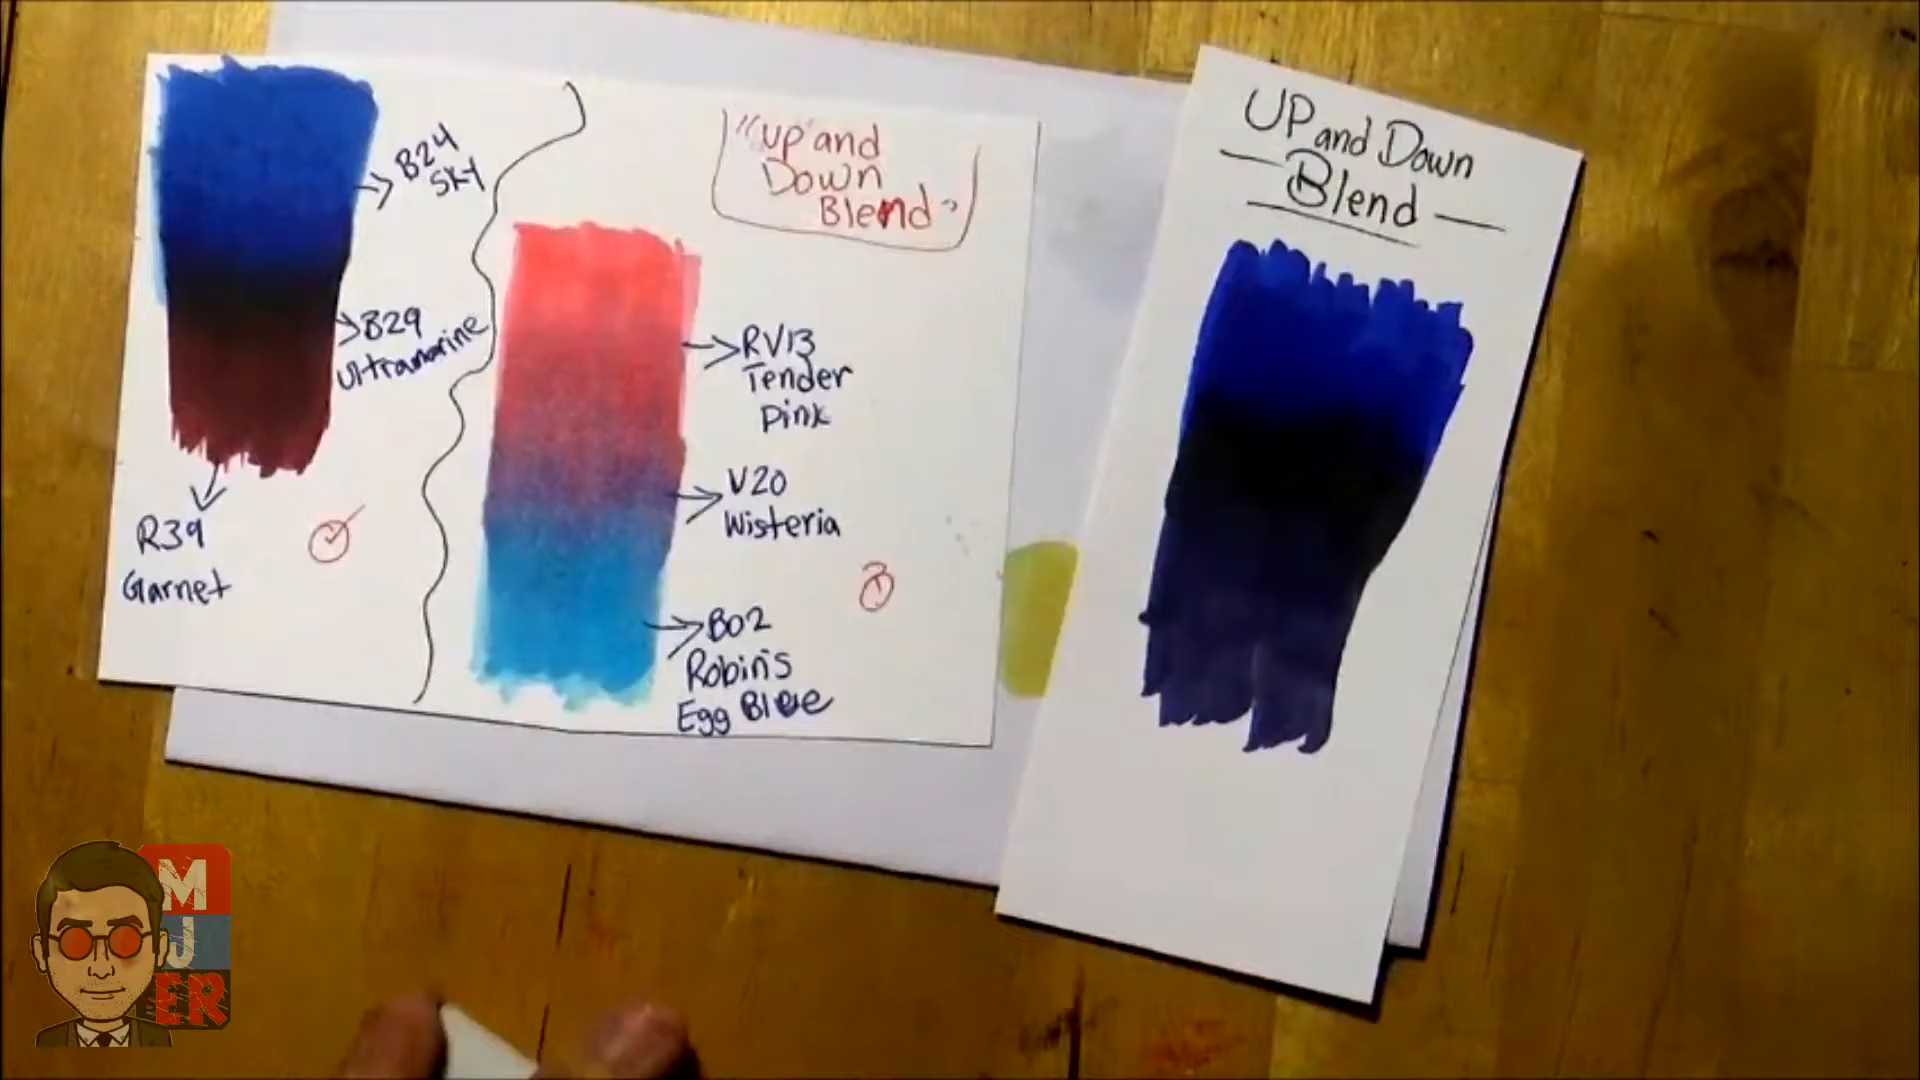 B24
Sky
B29
Ultramarine
R39
Garnet
"Up and
Down
Blend"
RV13
Tender
Pink
V20
Wisteria
B02
Robin's
Egg Blue
UP and Down
Blend
M
J
ER